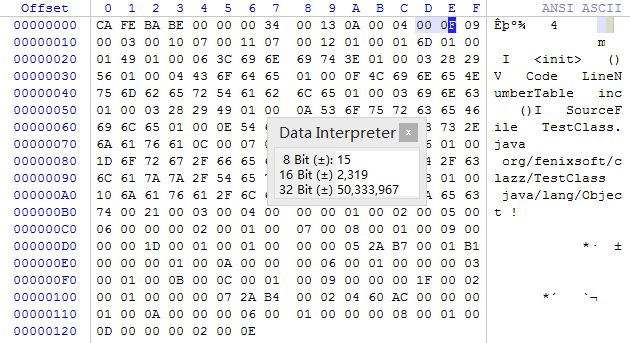 Offset 0 1 2 3 4 5 6 7 8 9 A B C D E F ANSI ASCII
00000000 CA FE BA BE 00 00 00 34 00 13 0A 00 04 00 0F 09 Êþº¾ 4
00000010 00 03 00 10 07 00 11 07 00 12 01 00 01 6D 01 00 m
00000020 01 49 01 00 06 3C 69 6E 69 74 3E 01 00 03 28 29 I <init> ()
00000030 56 01 00 04 43 6F 64 65 01 00 0F 4C 69 6E 65 4E V Code LineN
00000040 75 6D 62 65 72 54 61 62 6C 65 01 00 03 69 6E 63 umberTable inc
00000050 01 00 03 28 29 49 01 00 0A 53 6F 75 72 63 65 46 ()I SourceF
00000060 69 6C 65 01 00 0E 54 73 2E ile TestClass.
00000070 6A 61 76 61 0C 00 07 01 00 java
00000080 1D 6F 72 67 2F 66 65 2F 63 org/fenixsoft/c
00000090 6C 61 7A 7A 2F 54 65 01 00 lazz/TestClass
000000A0 10 6A 61 76 61 2F 6C 65 63 java/lang/Objec
000000B0 74 00 21 00 03 00 04 00 00 00 01 00 02 00 05 00 t !
000000C0 06 00 00 00 02 00 01 00 07 00 08 00 01 00 09 00
000000D0 00 00 1D 00 01 00 01 00 00 00 05 2A B7 00 01 B1 *· ±
000000E0 00 00 00 01 00 0A 00 00 00 06 00 01 00 00 00 03
000000F0 00 01 00 0B 00 0C 00 01 00 09 00 00 00 1F 00 02
00000100 00 01 00 00 00 07 2A B4 00 02 04 60 AC 00 00 00 *´ `¬
00000110 01 00 0A 00 00 00 06 00 01 00 00 00 08 00 01 00
00000120 0D 00 00 00 02 00 0E
Data Interpreter x
8 Bit (±): 15
16 Bit (±) 2,319
32 Bit (±) 50,333,967